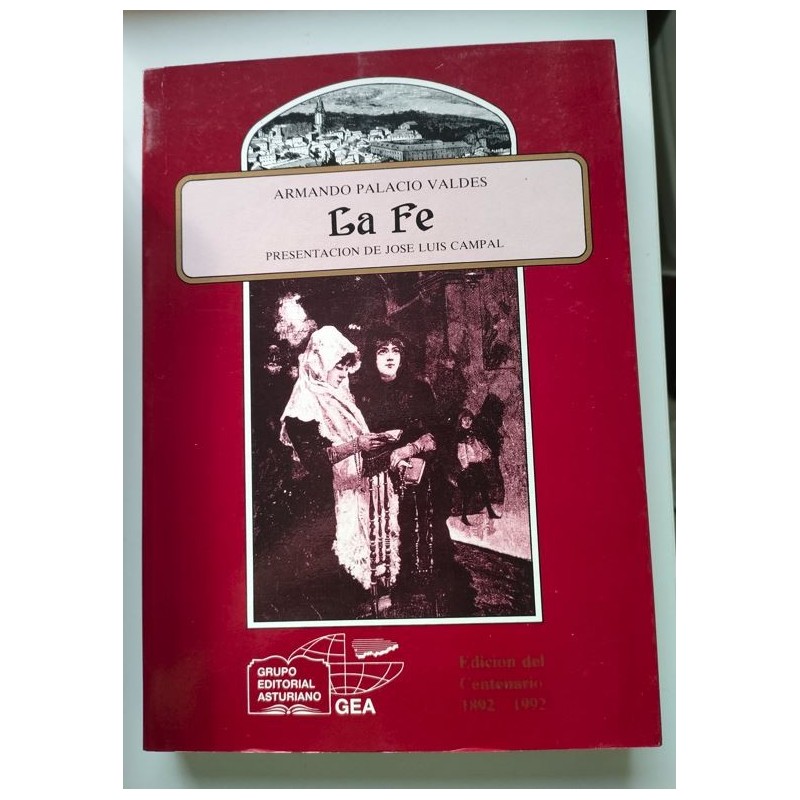 ARMANDO PALACIO VALDES
La Fe
PRESENTACION DE JOSE LUIS CAMPAL
GRUPO
EDITORIAL
ASTURIANO
GEA
Edicion del
Centenario
1892 1992